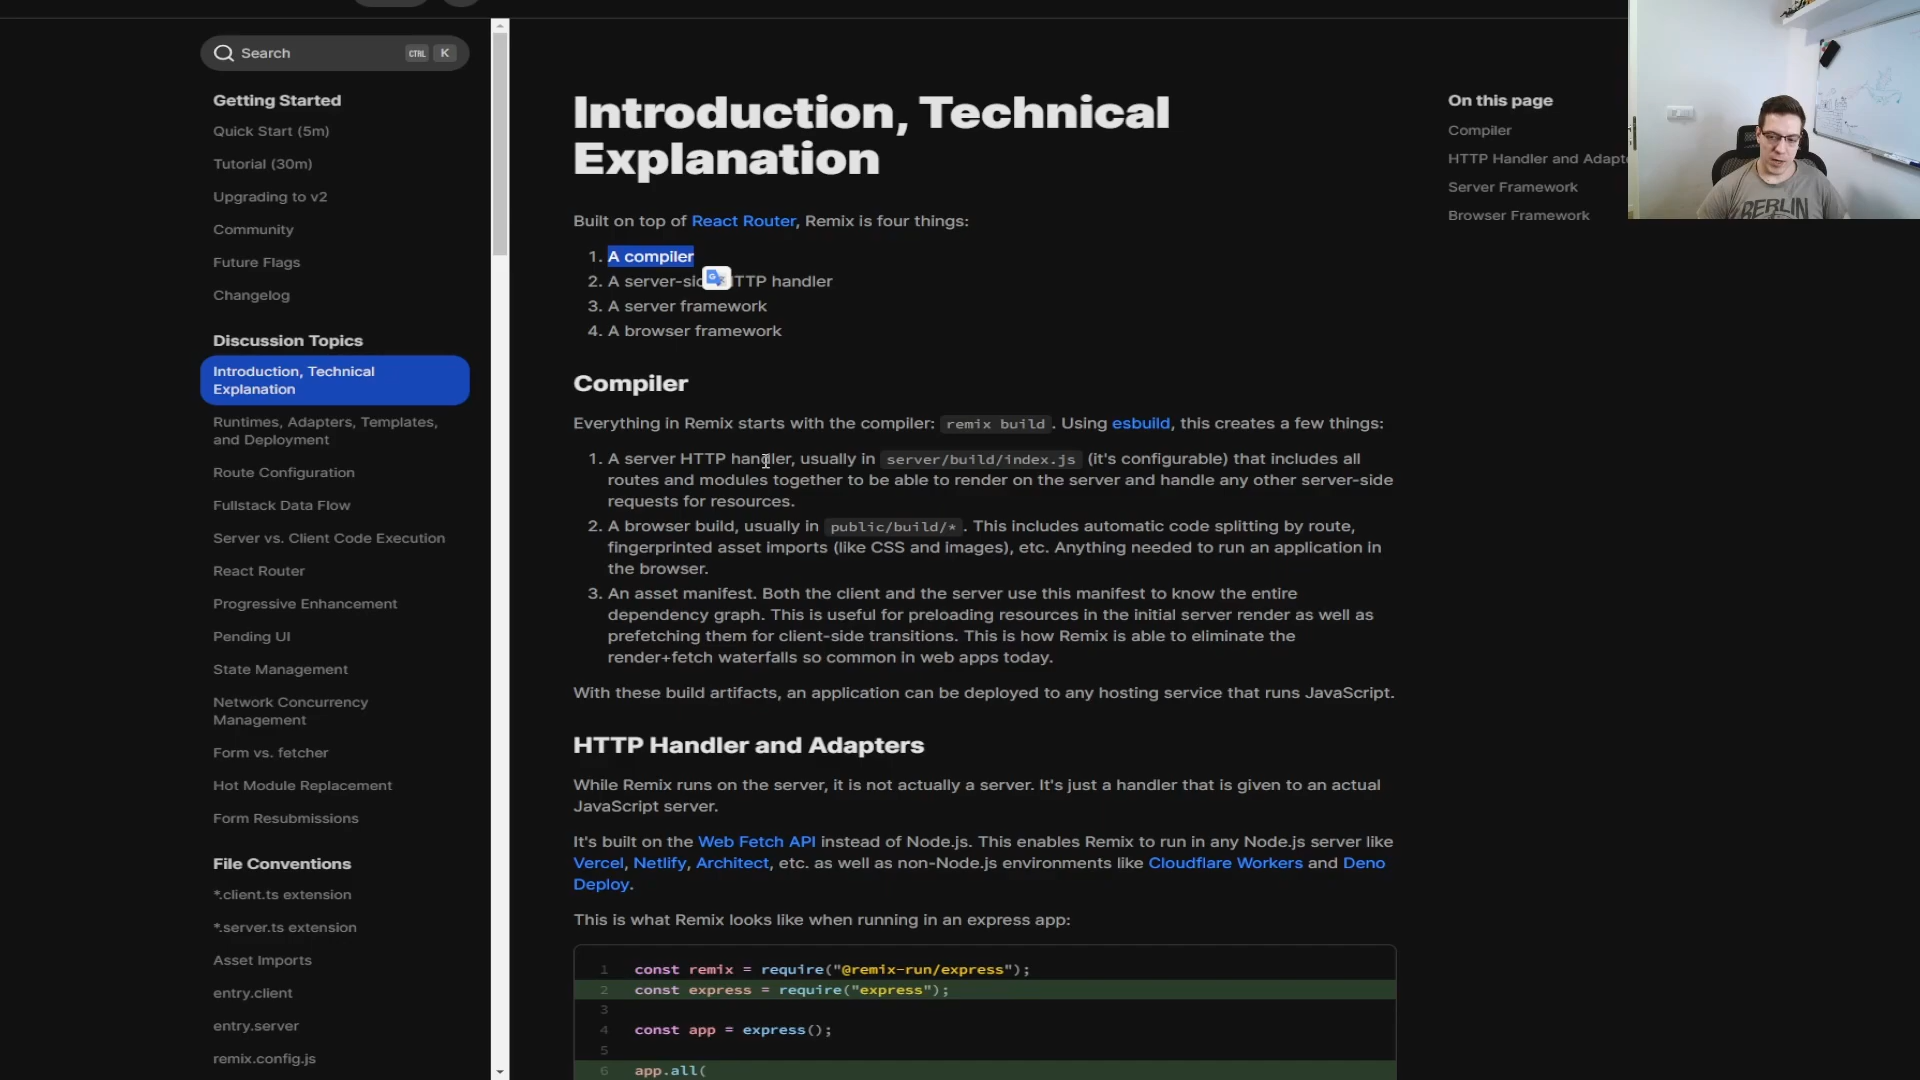 Search CTRL K
Getting Started
Quick Start (5m)
Tutorial (30m)
Upgrading to v2
Community
Future Flags
Changelog
Discussion Topics
Introduction, Technical
Explanation
Runtimes, Adapters, Templates,
and Deployment
Route Configuration
Fullstack Data Flow
Server vs. Client Code Execution
React Router
Progressive Enhancement
Pending UI
State Management
Network Concurrency
Management
Form vs. fetcher
Hot Module Replacement
Form Resubmissions
File Conventions
*.client.ts extension
*.server.ts extension
Asset Imports
entry.client
entry.server
remix.config.js
Introduction, Technical
Explanation
Built on top of React Router, Remix is four things:
1. A compiler
2. A server-sid TTP handler
3. A server framework
4. A browser framework
Compiler
Everything in Remix starts with the compiler: remix build. Using esbuild, this creates a few things:
1. A server HTTP handler, usually in server/build/index.js (it's configurable) that includes all
routes and modules together to be able to render on the server and handle any other server-side
requests for resources.
2. A browser build, usually in public/build/*. This includes automatic code splitting by route,
fingerprinted asset imports (like CSS and images), etc. Anything needed to run an application in
the browser.
3. An asset manifest. Both the client and the server use this manifest to know the entire
dependency graph. This is useful for preloading resources in the initial server render as well as
prefetching them for client-side transitions. This is how Remix is able to eliminate the
render+fetch waterfalls so common in web apps today.
With these build artifacts, an application can be deployed to any hosting service that runs JavaScript.
HTTP Handler and Adapters
While Remix runs on the server, it is not actually a server. It's just a handler that is given to an actual
JavaScript server.
It's built on the Web Fetch API instead of Node.js. This enables Remix to run in any Node.js server like
Vercel, Netlify, Architect, etc. as well as non-Node.js environments like Cloudflare Workers and Deno
Deploy.
This is what Remix looks like when running in an express app:
1 const remix = require("@remix-run/express");
2 const express = require("express");
3
4 const app = express();
5
6 app.all(
On this page
Compiler
HTTP Handler and Adapte
Server Framework
Browser Framework
BERLIN